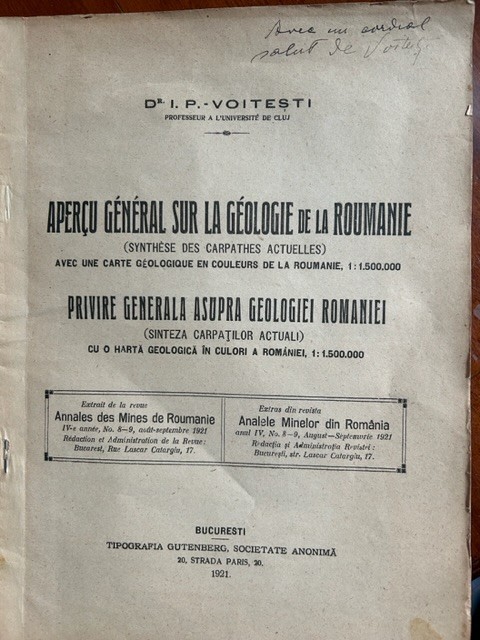 Avec un cordial
salut de Voitești
Dr. I. P.-VOITEȘTI
PROFESSEUR A L'UNIVERSITÉ DE CLUJ
APERÇU GÉNÉRAL SUR LA GÉOLOGIE DE LA ROUMANIE
(SYNTHÈSE DES CARPATHES ACTUELLES)
AVEC UNE CARTE GÉOLOGIQUE EN COULEURS DE LA ROUMANIE, 1:1.500.000
PRIVIRE GENERALA ASUPRA GEOLOGIEI ROMANIEI
(SINTEZA CARPAȚILOR ACTUALI)
CU O HARTĂ GEOLOGICĂ ÎN CULORI A ROMÂNIEI, 1:1.500.000
Extrait de la revue
Annales des Mines de Roumanie
IV-e année, No. 8—9, août-septembre 1921
Rédaction et Administration de la Revue:
Bucarest, Rue Lascar Catargiu, 17.
Extras din revista
Analele Minelor din România
anul IV, No. 8—9, August—Septemvrie 1921
Redacția și Administrația Revistei:
București, str. Lascar Catargiu, 17.
BUCURESTI
TIPOGRAFIA GUTENBERG, SOCIETATE ANONIMĂ
20, STRADA PARIS, 20.
1921.